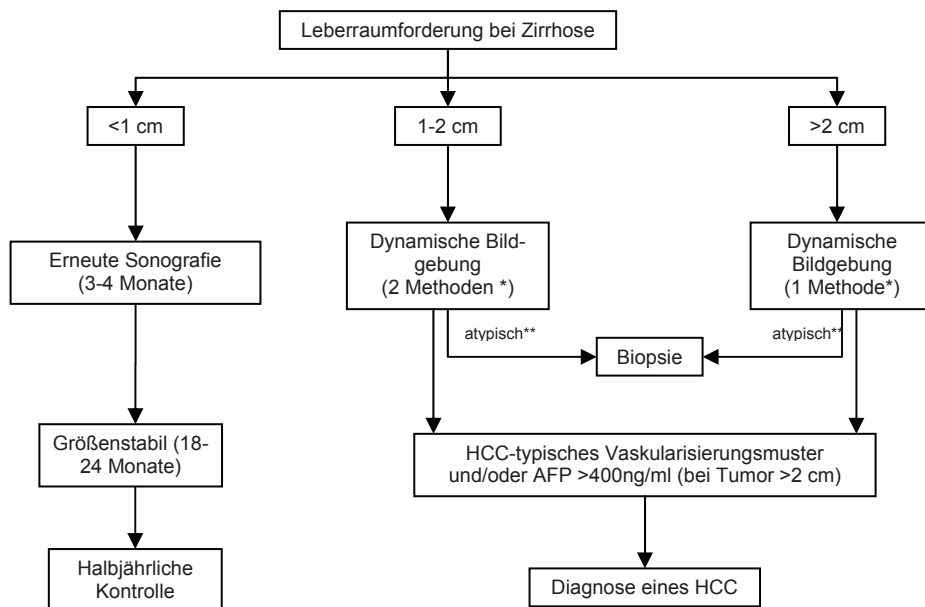 Leberraumforderung bei Zirrhose
<1 cm
1-2 cm
>2 cm
Erneute Sonografie
(3-4 Monate)
Dynamische Bild-
gebung
(2 Methoden *)
Dynamische
Bildgebung
(1 Methode*)
atypisch**
atypisch**
Biopsie
Größenstabil (18-
24 Monate)
HCC-typisches Vaskularisierungsmuster
und/oder AFP >400ng/ml (bei Tumor >2 cm)
Halbjährliche
Kontrolle
Diagnose eines HCC